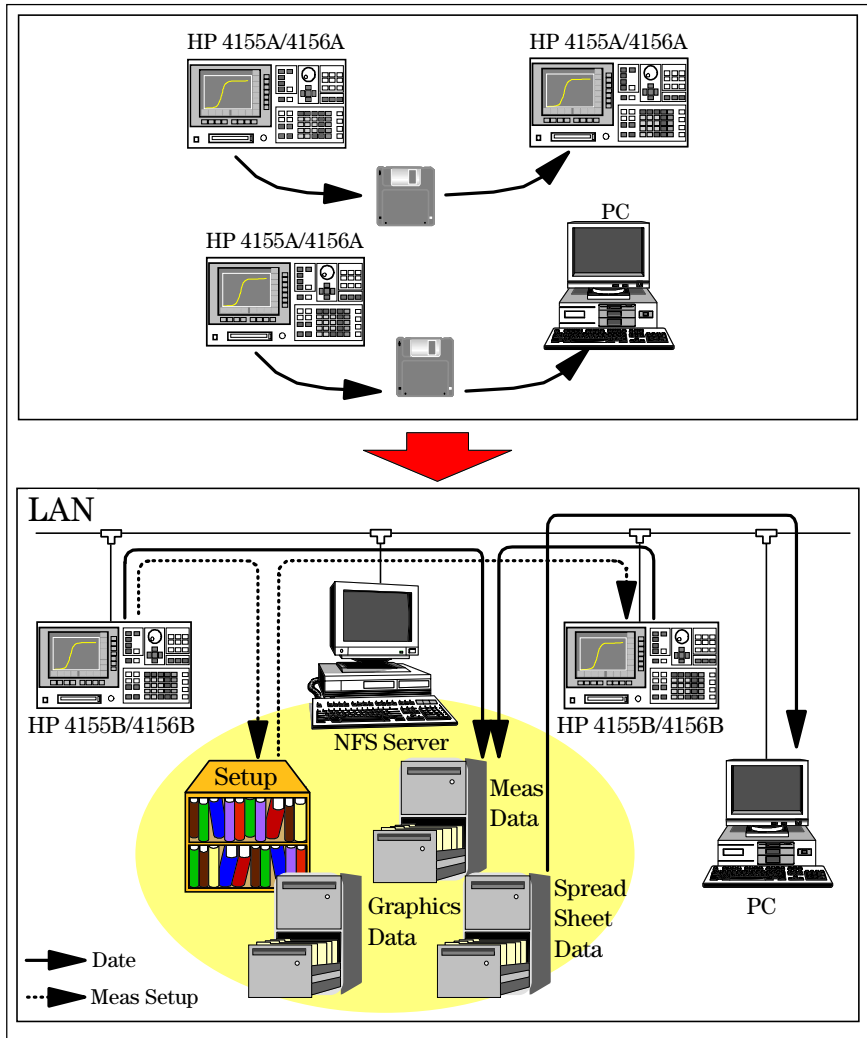 HP 4155A/4156A
HP 4155A/4156A
HP 4155A/4156A
PC
LAN
HP 4155B/4156B
NFS Server
HP 4155B/4156B
Setup
Meas
Data
Graphics
Data
Spread
Sheet
Data
PC
Date
Meas Setup